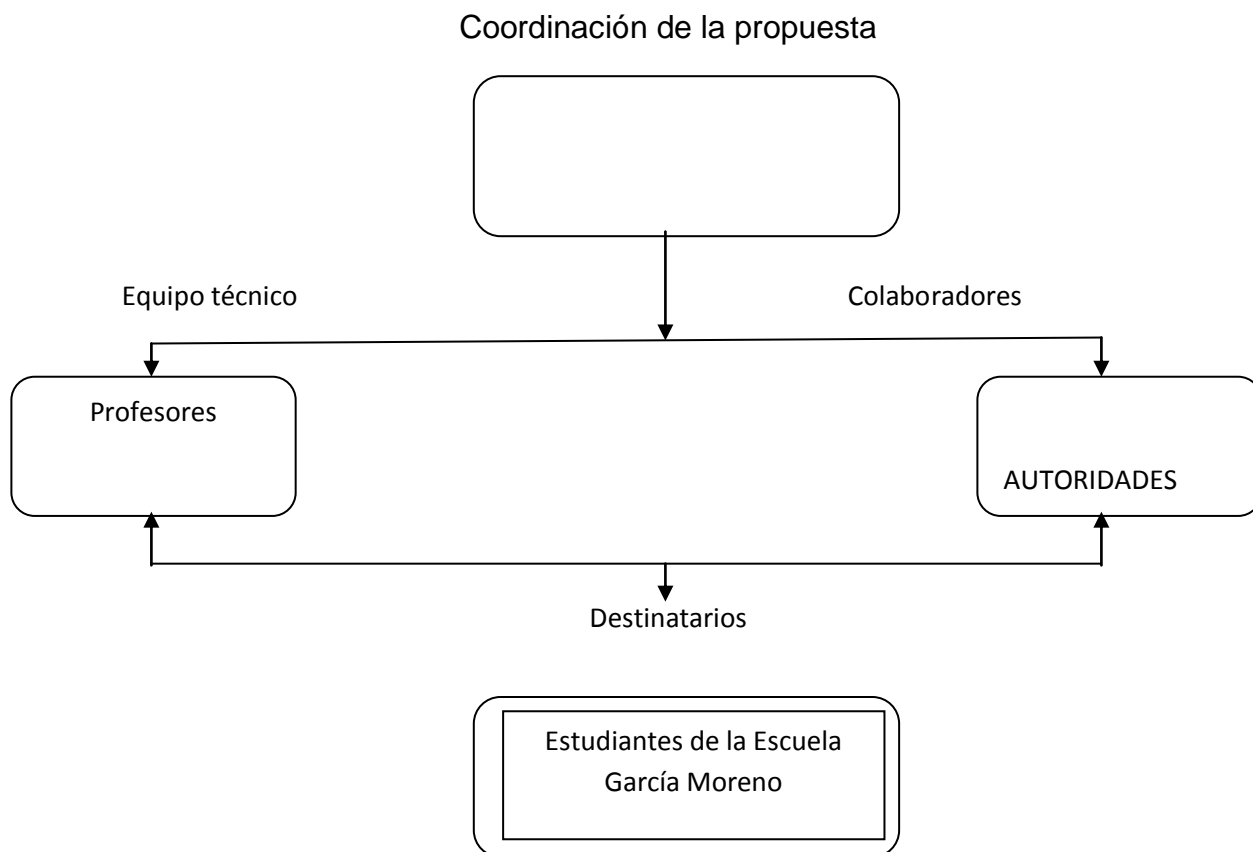 Coordinación de la propuesta
Equipo técnico
Colaboradores
Profesores
AUTORIDADES
Destinatarios
Estudiantes de la Escuela
García Moreno